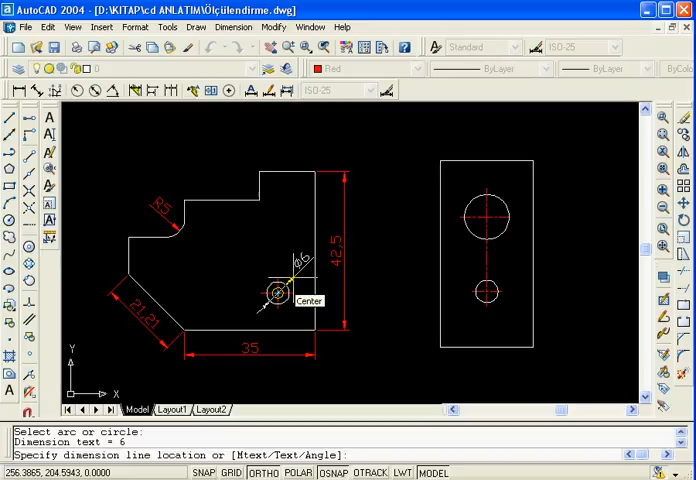 AutoCAD 2004 - [D:\KITAP\cd ANLATIM\Ölçülendirme.dwg]
File Edit View Insert Format Tools Draw Dimension Modify Window Help
Standard ISO-25
0 Red ByLayer ByLayer ByColo
ISO-25
R5
Φ6
42,5
Center
21,21
35
Y
X
Model Layout1 Layout2
Select arc or circle:
Dimension text = 6
Specify dimension line location or [Mtext/Text/Angle]:
256.3865, 204.5943, 0.0000 SNAP GRID ORTHO POLAR OSNAP OTRACK LWT MODEL